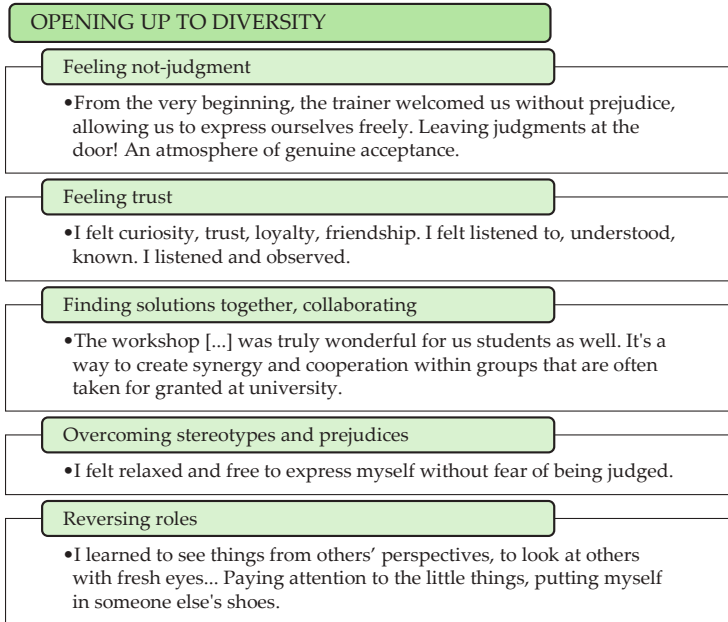 OPENING UP TO DIVERSITY
Feeling not-judgment
•From the very beginning, the trainer welcomed us without prejudice,
allowing us to express ourselves freely. Leaving judgments at the
door! An atmosphere of genuine acceptance.
Feeling trust
•I felt curiosity, trust, loyalty, friendship. I felt listened to, understood,
known. I listened and observed.
Finding solutions together, collaborating
•The workshop [...] was truly wonderful for us students as well. It's a
way to create synergy and cooperation within groups that are often
taken for granted at university.
Overcoming stereotypes and prejudices
•I felt relaxed and free to express myself without fear of being judged.
Reversing roles
•I learned to see things from others’ perspectives, to look at others
with fresh eyes... Paying attention to the little things, putting myself
in someone else's shoes.